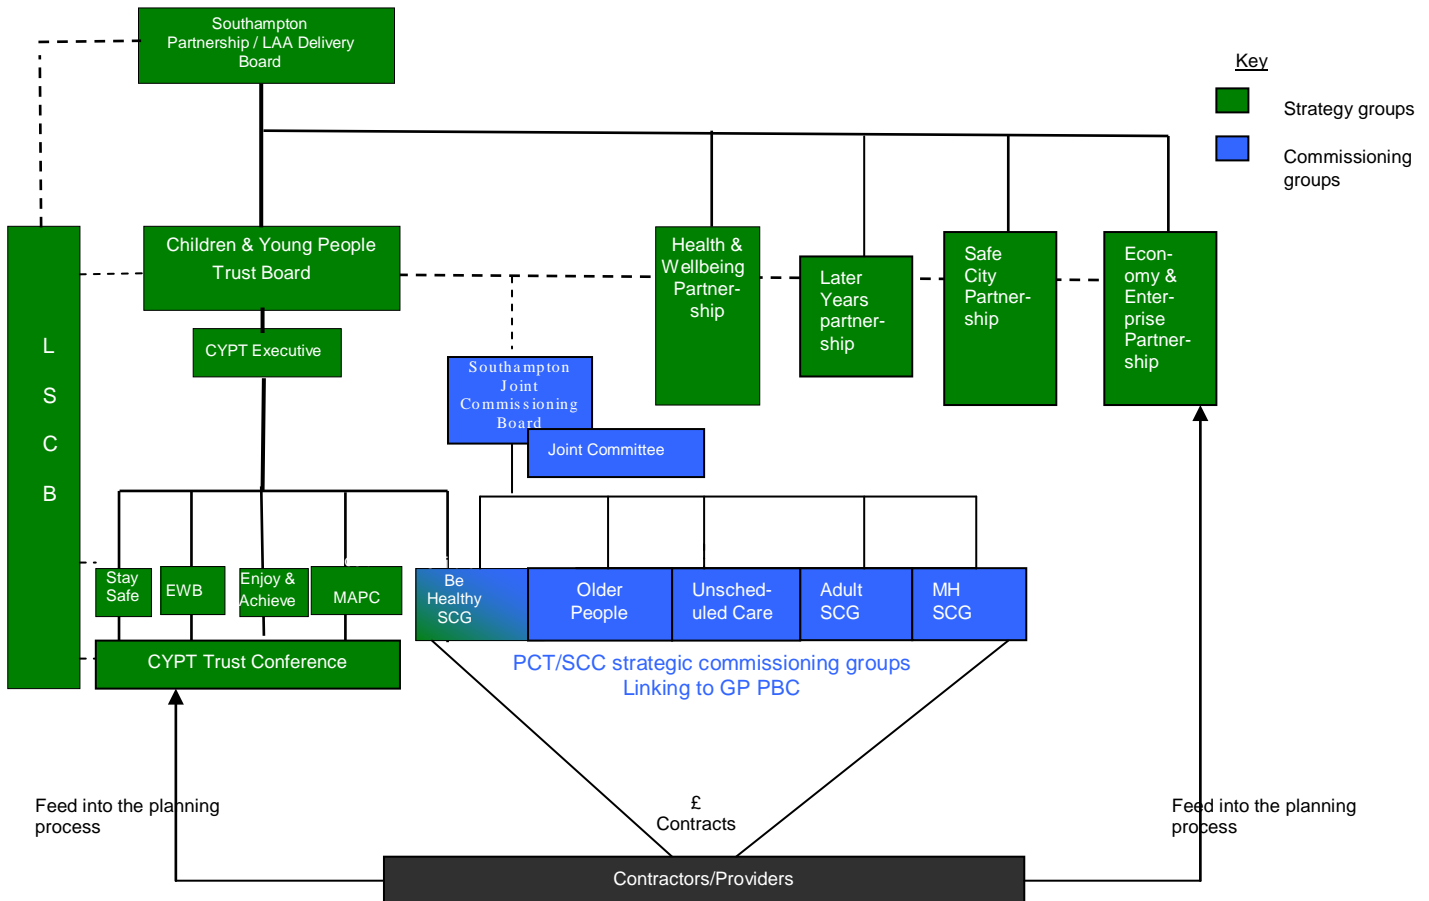 Southampton
Partnership / LAA Delivery
Board
Key
Strategy groups
Commissioning
groups
Children & Young People
Trust Board
Health &
Wellbeing
Partner-
ship
Later
Years
partner-
ship
Safe
City
Partner-
ship
Econ-
omy &
Enter-
prise
Partner-
ship
L
S
C
B
CYPT Executive
Southampton
Joint
Commissioning
Board
Joint Committee
Stay
Safe
EWB
Enjoy &
Achieve
MAPC
Be
Healthy
SCG
Older
People
Unsched-
uled Care
Adult
SCG
MH
SCG
CYPT Trust Conference
PCT/SCC strategic commissioning groups
Linking to GP PBC
Feed into the planning
process
£
Contracts
Feed into the planning
process
Contractors/Providers